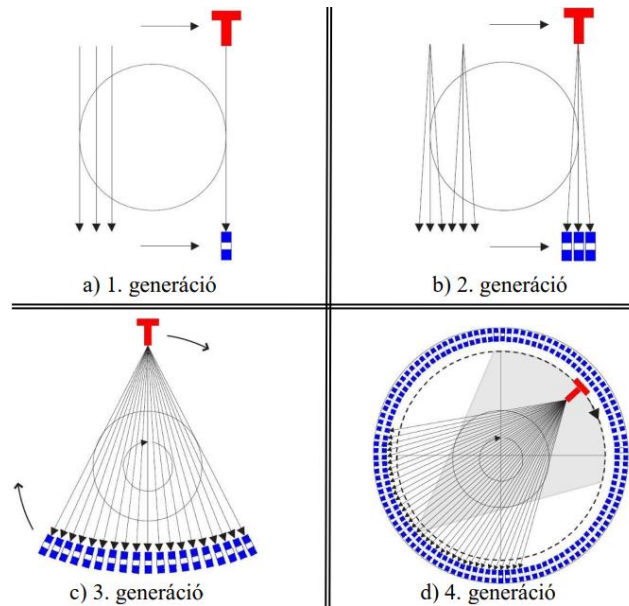 a) 1. generáció
b) 2. generáció
c) 3. generáció
d) 4. generáció